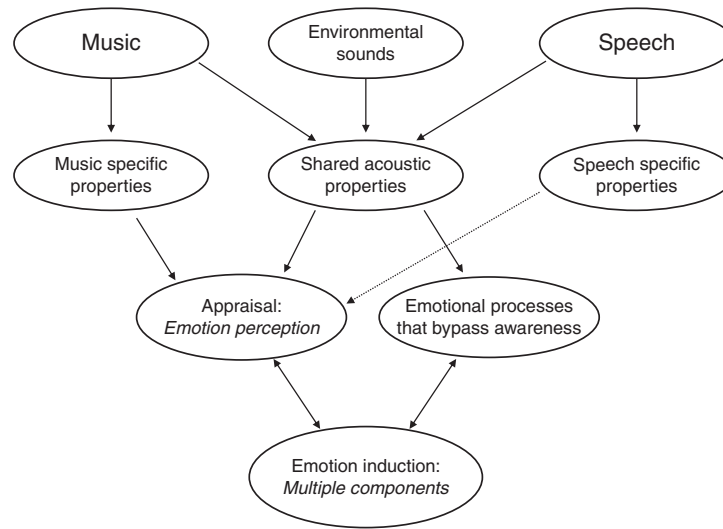 Music
Environmental
sounds
Speech
Music specific
properties
Shared acoustic
properties
Speech specific
properties
Appraisal:
Emotion perception
Emotional processes
that bypass awareness
Emotion induction:
Multiple components